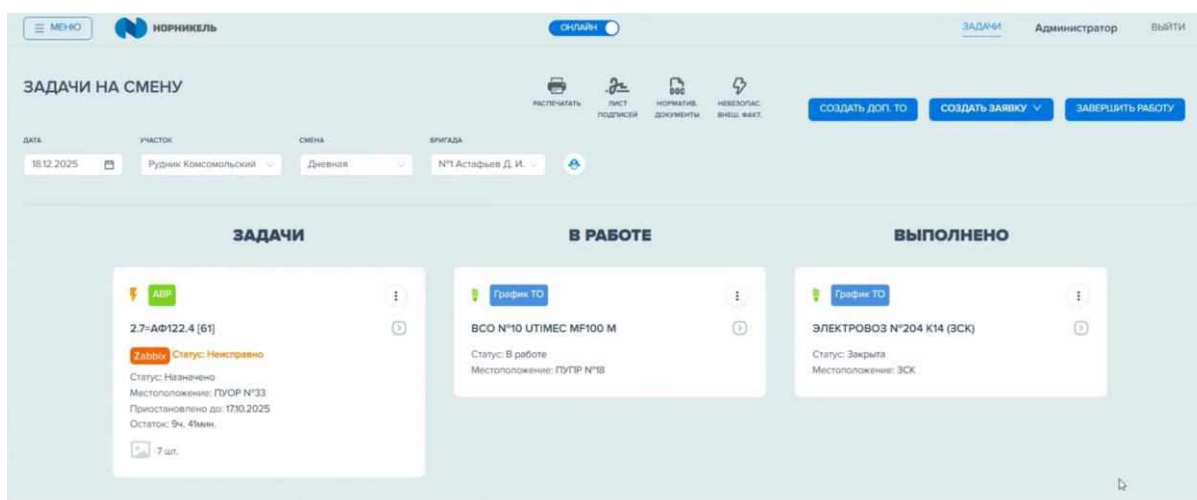 МЕНЮ НОРНИКЕЛЬ ОНЛАЙН ЗАДАЧИ Администратор ВЫЙТИ
ЗАДАЧИ НА СМЕНУ
РАСПЕЧАТАТЬ
ЛИСТ
ПОДПИСЕЙ
НОРМАТИВ.
ДОКУМЕНТЫ
НЕБЕЗОПАС.
ВНЕШ. ФАКТ.
DOC
СОЗДАТЬ ДОП. ТО СОЗДАТЬ ЗАЯВКУ ЗАВЕРШИТЬ РАБОТУ
ДАТА УЧАСТОК СМЕНА БРИГАДА
18.12.2025 Рудник Комсомольский Дневная №1 Астафьев Д. И.
ЗАДАЧИ
АВР
2.7=АФ122.4 [61]
Zabbix Статус: Неисправно
Статус: Назначено
Местоположение: ПУОР №33
Приостановлено до: 17.10.2025
Остаток: 9ч. 41мин.
7 шт.
В РАБОТЕ
График ТО
ВСО №10 UTIMEC MF100 M
Статус: В работе
Местоположение: ПУПР №18
ВЫПОЛНЕНО
График ТО
ЭЛЕКТРОВОЗ №204 К14 (ЗСК)
Статус: Закрыта
Местоположение: ЗСК